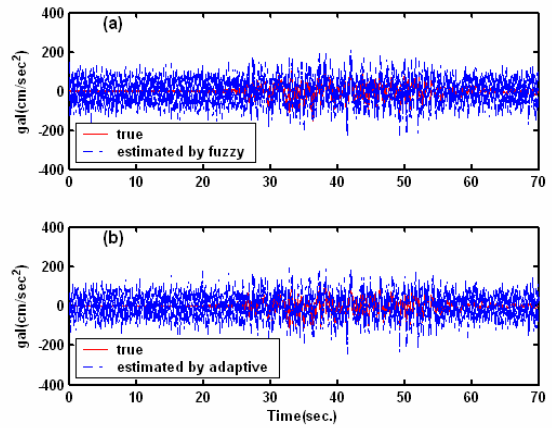 400
(a)
200
0
-200
-400
gal(cm/sec²)
true
estimated by fuzzy
0 10 20 30 40 50 60 70
400
(b)
200
0
-200
-400
gal(cm/sec²)
true
estimated by adaptive
0 10 20 30 40 50 60 70
Time(sec.)